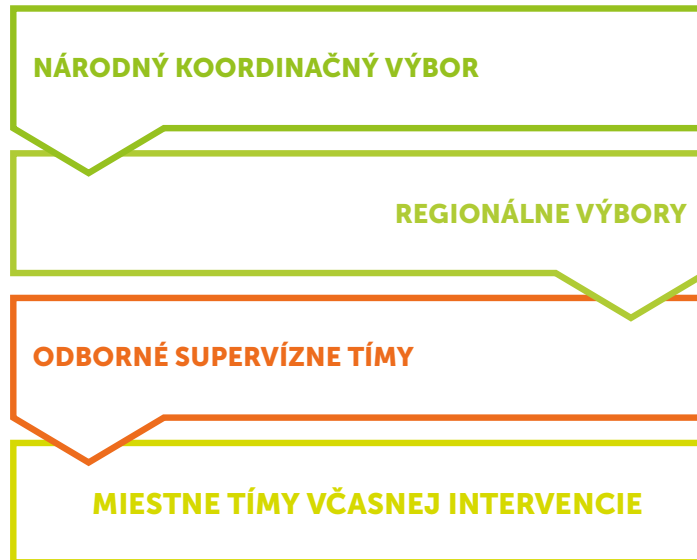 NÁRODNÝ KOORDINAČNÝ VÝBOR
REGIONÁLNE VÝBORY
ODBORNÉ SUPERVÍZNE TÍMY
MIESTNE TÍMY VČASNEJ INTERVENCIE